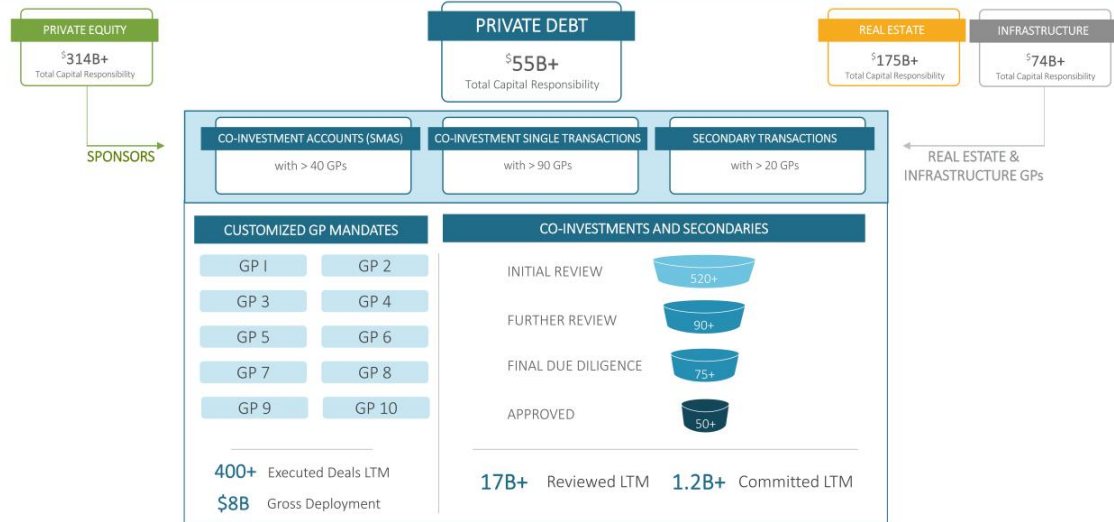 PRIVATE EQUITY
$314B+
Total Capital Responsibility
PRIVATE DEBT
$55B+
Total Capital Responsibility
REAL ESTATE
$175B+
Total Capital Responsibility
INFRASTRUCTURE
$74B+
Total Capital Responsibility
SPONSORS
CO-INVESTMENT ACCOUNTS (SMAS)
with > 40 GPs
CO-INVESTMENT SINGLE TRANSACTIONS
with > 90 GPs
SECONDARY TRANSACTIONS
with > 20 GPs
REAL ESTATE &
INFRASTRUCTURE GPs
CUSTOMIZED GP MANDATES
GP I
GP 2
GP 3
GP 4
GP 5
GP 6
GP 7
GP 8
GP 9
GP 10
400+ Executed Deals LTM
$8B Gross Deployment
CO-INVESTMENTS AND SECONDARIES
INITIAL REVIEW
520+
FURTHER REVIEW
90+
FINAL DUE DILIGENCE
75+
APPROVED
50+
17B+ Reviewed LTM
1.2B+ Committed LTM